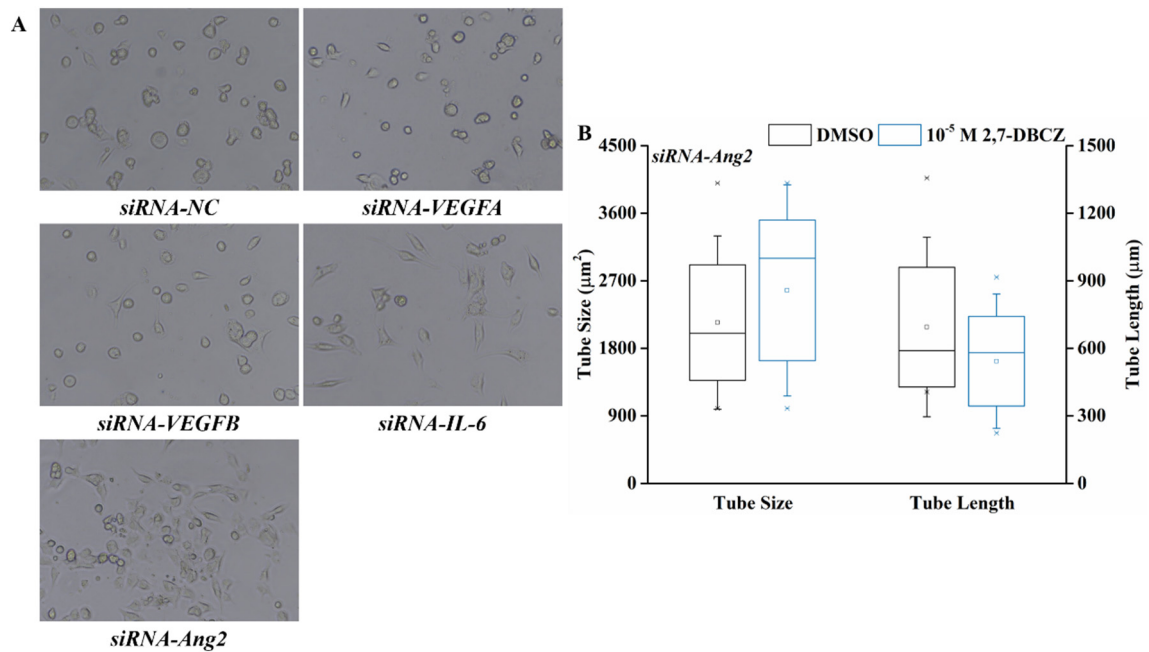 A
siRNA-NC
siRNA-VEGFA
siRNA-VEGFB
siRNA-IL-6
siRNA-Ang2
B
DMSO
10⁻⁵ M 2,7-DBCZ
siRNA-Ang2
4500
3600
2700
1800
900
0
Tube Size (μm²)
1500
1200
900
600
300
0
Tube Length (μm)
Tube Size
Tube Length